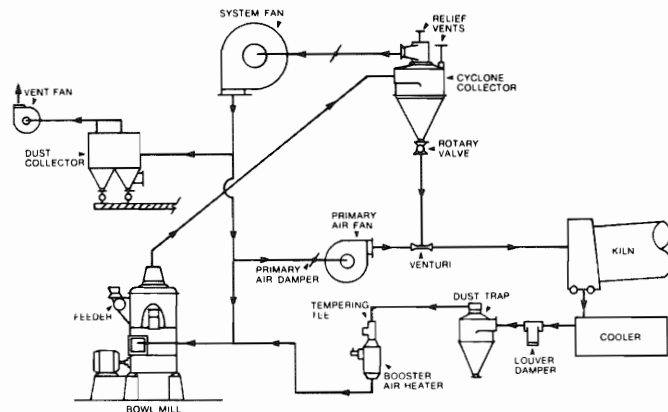 SYSTEM FAN
RELIEF
VENTS
VENT FAN
CYCLONE
COLLECTOR
DUST
COLLECTOR
ROTARY
VALVE
PRIMARY
AIR FAN
KILN
PRIMARY
AIR DAMPER
VENTURI
FEEDER
TEMPERING
TEE
DUST TRAP
COOLER
LOUVER
DAMPER
BOOSTER
AIR HEATER
BOWL MILL